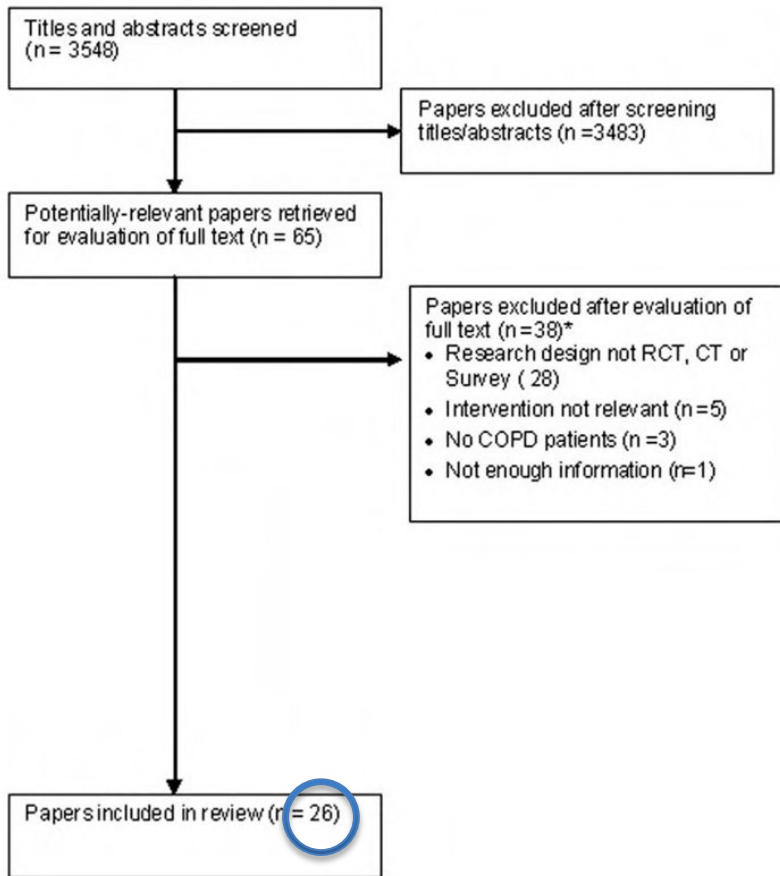 Titles and abstracts screened
(n = 3548)
Papers excluded after screening
titles/abstracts (n =3483)
Potentially-relevant papers retrieved
for evaluation of full text (n = 65)
Papers excluded after evaluation of
full text (n =38)*
• Research design not RCT, CT or
Survey ( 28)
• Intervention not relevant (n =5)
• No COPD patients (n =3)
• Not enough information (n=1)
Papers included in review (n = 26)